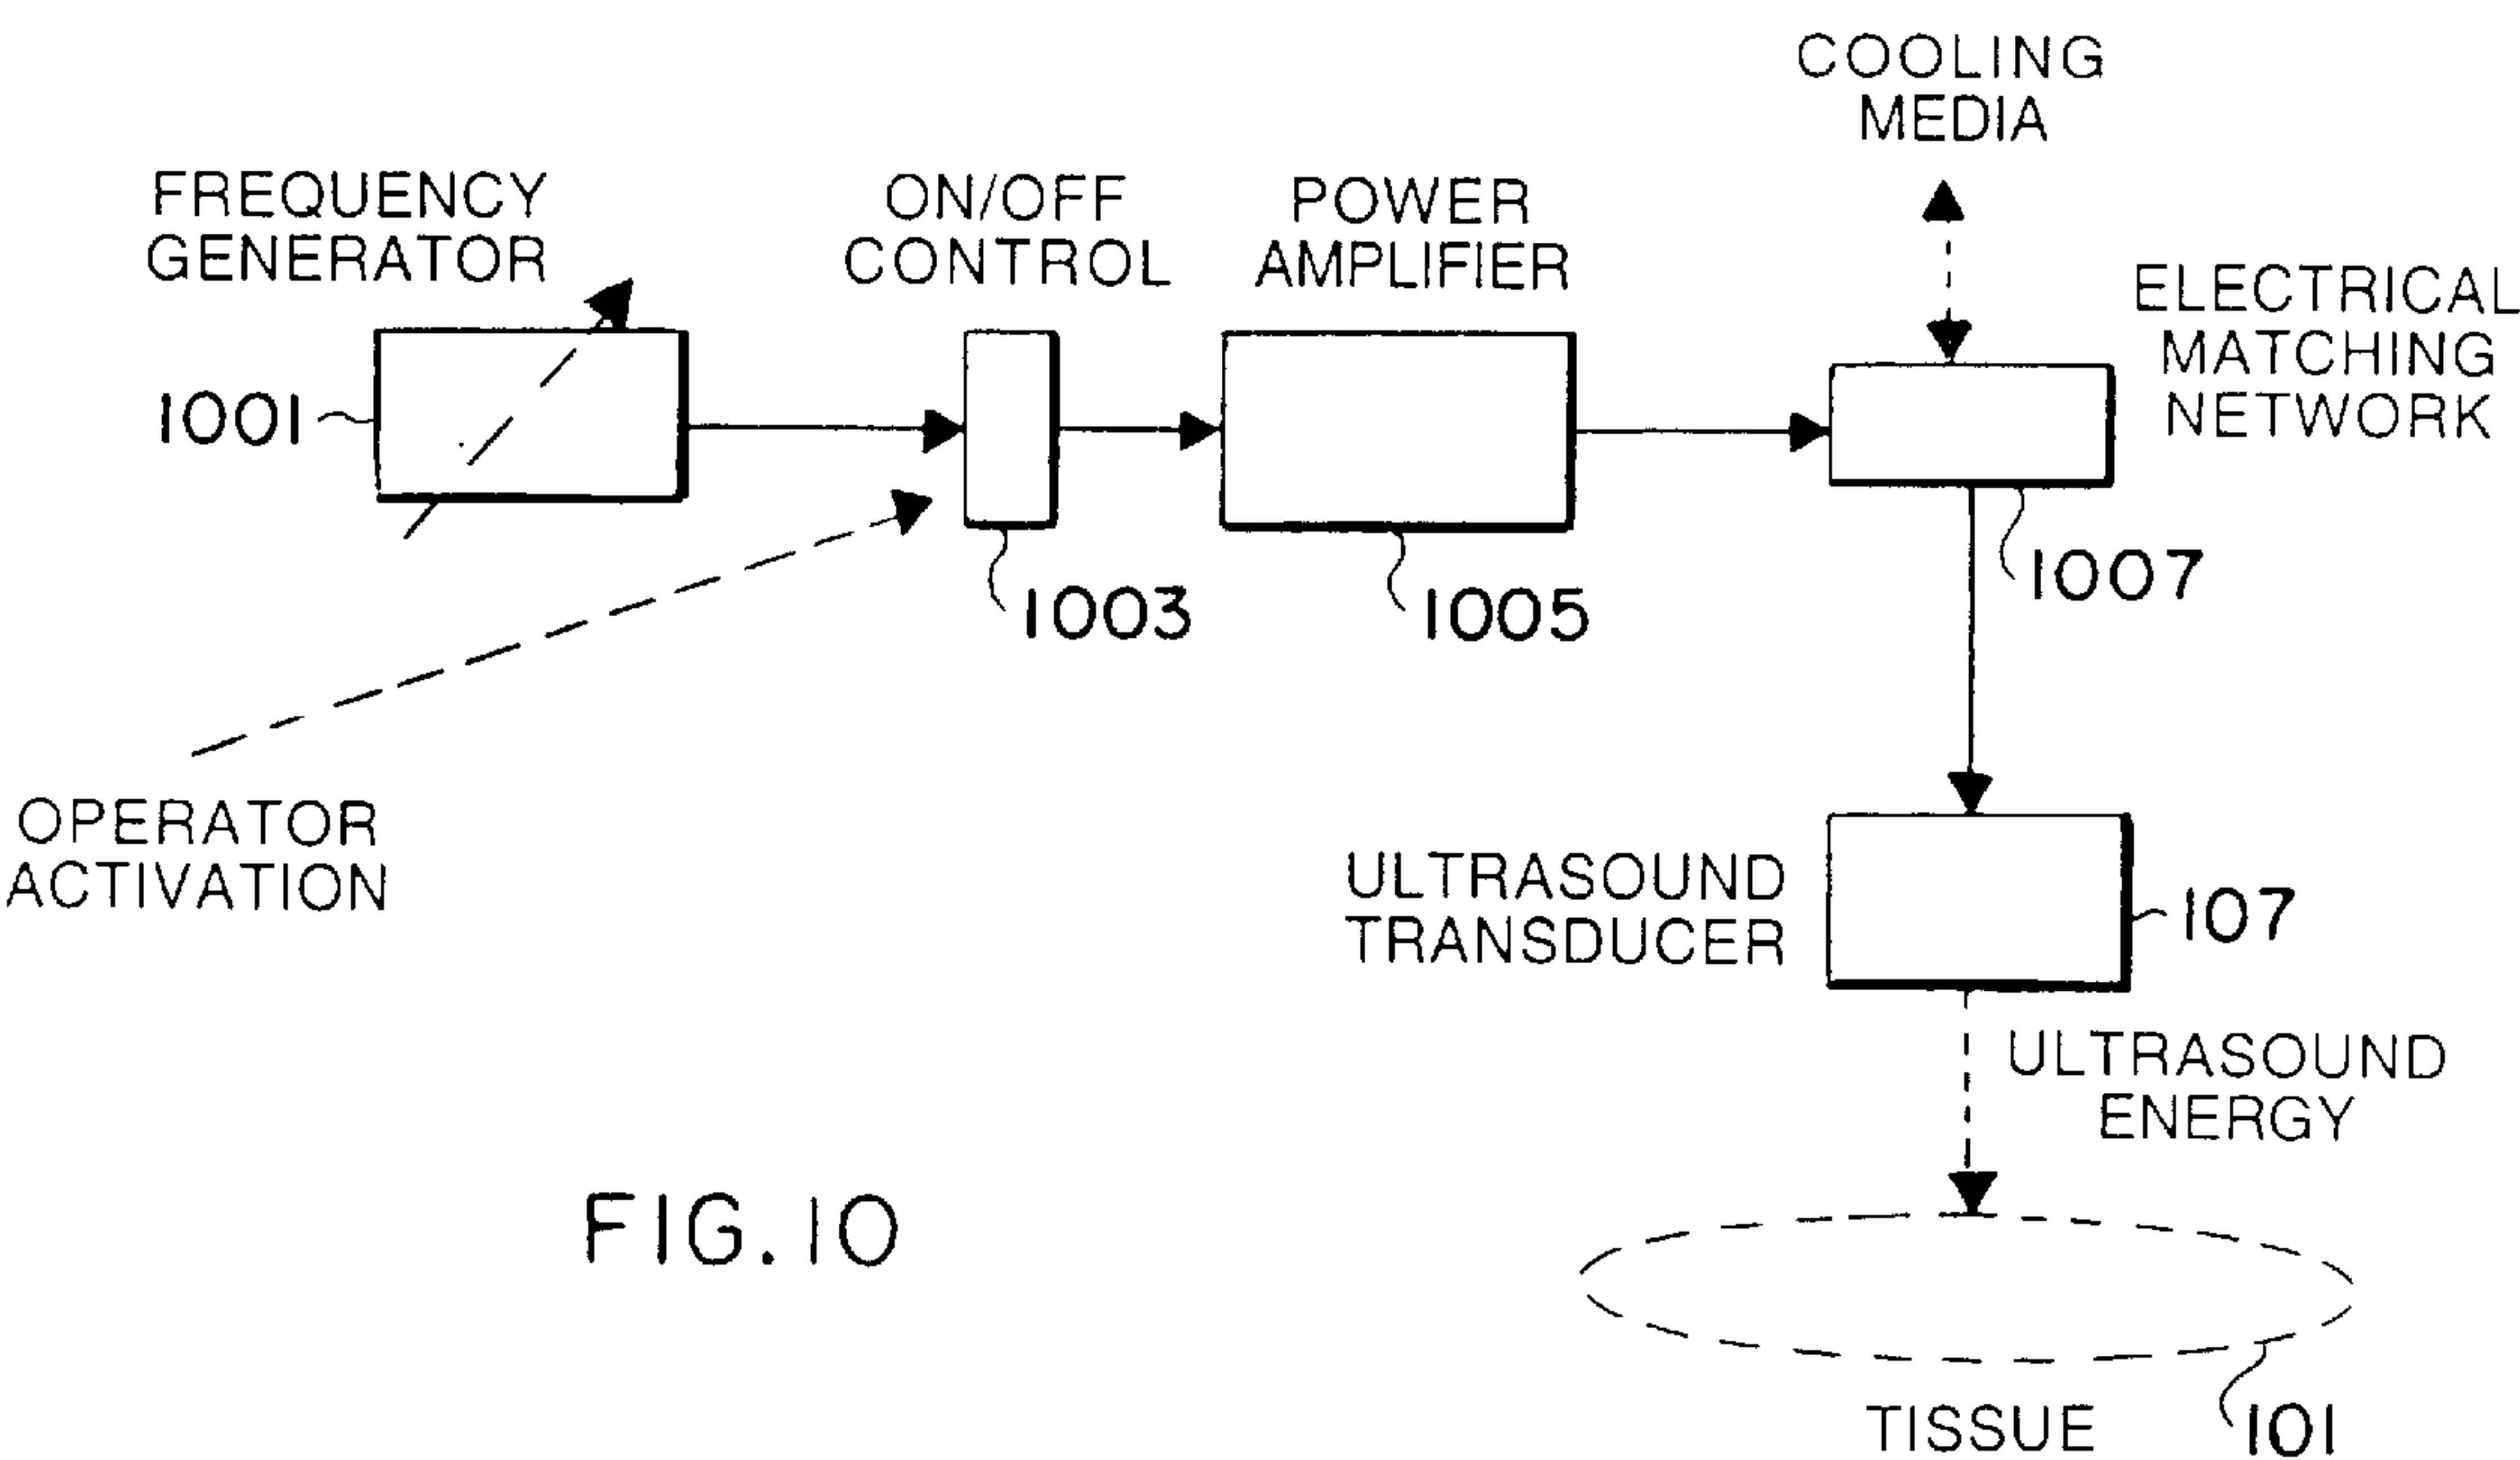 COOLING
MEDIA
FREQUENCY
GENERATOR
ON/OFF
CONTROL
POWER
AMPLIFIER
ELECTRICAL
MATCHING
NETWORK
1001
1003
1005
1007
OPERATOR
ACTIVATION
ULTRASOUND
TRANSDUCER
107
ULTRASOUND
ENERGY
FIG. 10
TISSUE
101